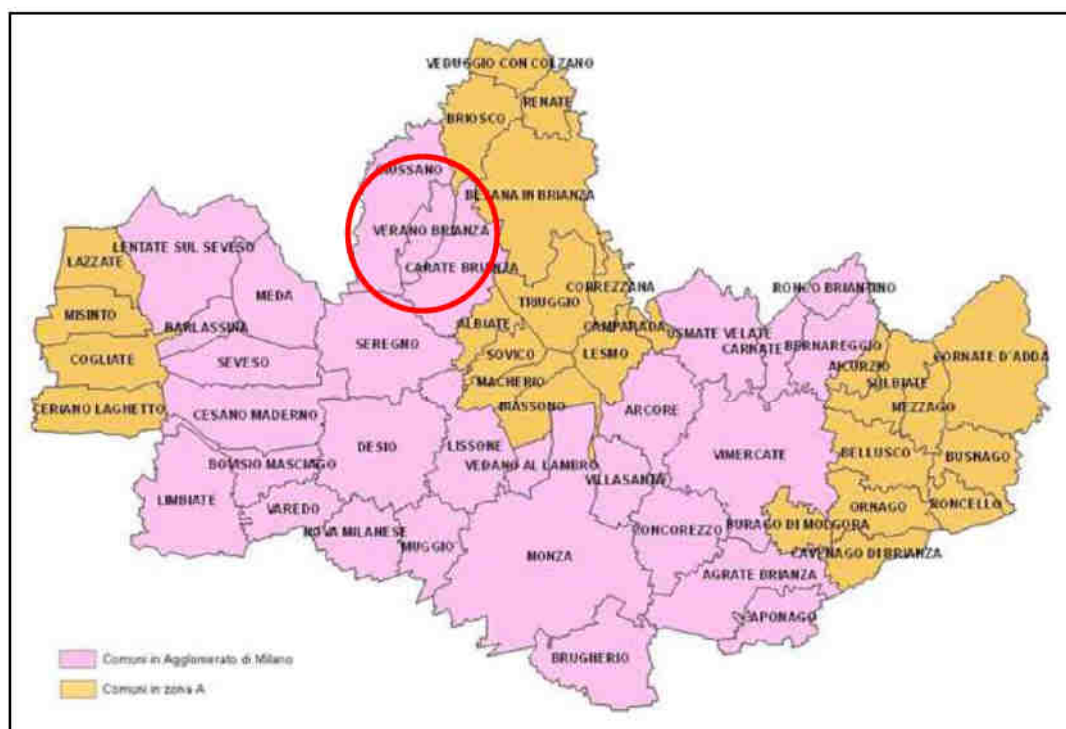 VEDUGGIO CON COLZANO
RENATE
BRIOSCO
GIUSSANO
BESANA IN BRIANZA
VERANO BRIANZA
LENTATE SUL SEVESO
LAZZATE
CARATE BRIANZA
RONCO BRIANTINO
MEDA
CORREZZANA
TRIUGGIO
MISINTO
BARLASSINA
ALBIATE
CAMPARADA
USMATE VELATE
CARNATE
BERNAREGGIO
SEREGNO
COGLIATE
SEVESO
SOVICO
LESMO
AICURZIO
CORNATE D'ADDA
SULBIATE
MACHERIO
CERIANO LAGHETTO
CESANO MADERNO
BIASSONO
ARCORE
MEZZAGO
DESIO
LISSONE
BELLUSCO
BUSNAGO
BOVISIO MASCIAGO
VEDANO AL LAMBRO
VIMERCATE
LIMBIATE
VILLASANTA
VAREDO
ORNAGO
RONCELLO
NOVA MILANESE
CONCOREZZO
BURAGO DI MOLGORA
MUGGIO
MONZA
CAVENAGO DI BRIANZA
AGRATE BRIANZA
CAPONAGO
BRUGHERIO
Comuni in Agglomerato di Milano
Comuni in zona A